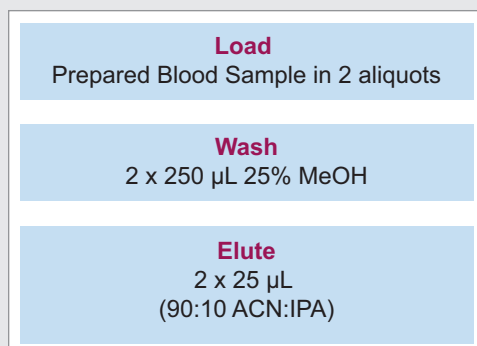 Load
Prepared Blood Sample in 2 aliquots
Wash
2 x 250 µL 25% MeOH
Elute
2 x 25 µL
(90:10 ACN:IPA)